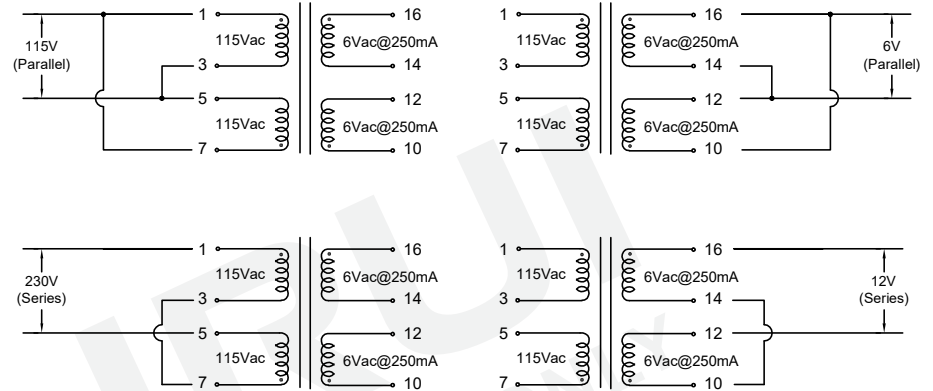 1 16 1 16
115V 115Vac 6Vac@250mA 115Vac 6Vac@250mA 6V
(Parallel) 3 14 3 14 (Parallel)
5 12 5 12
115Vac 6Vac@250mA 115Vac 6Vac@250mA
7 10 7 10
1 16 1 16
230V 115Vac 6Vac@250mA 115Vac 6Vac@250mA 12V
(Series) 3 14 3 14 (Series)
5 12 5 12
115Vac 6Vac@250mA 115Vac 6Vac@250mA
7 10 7 10